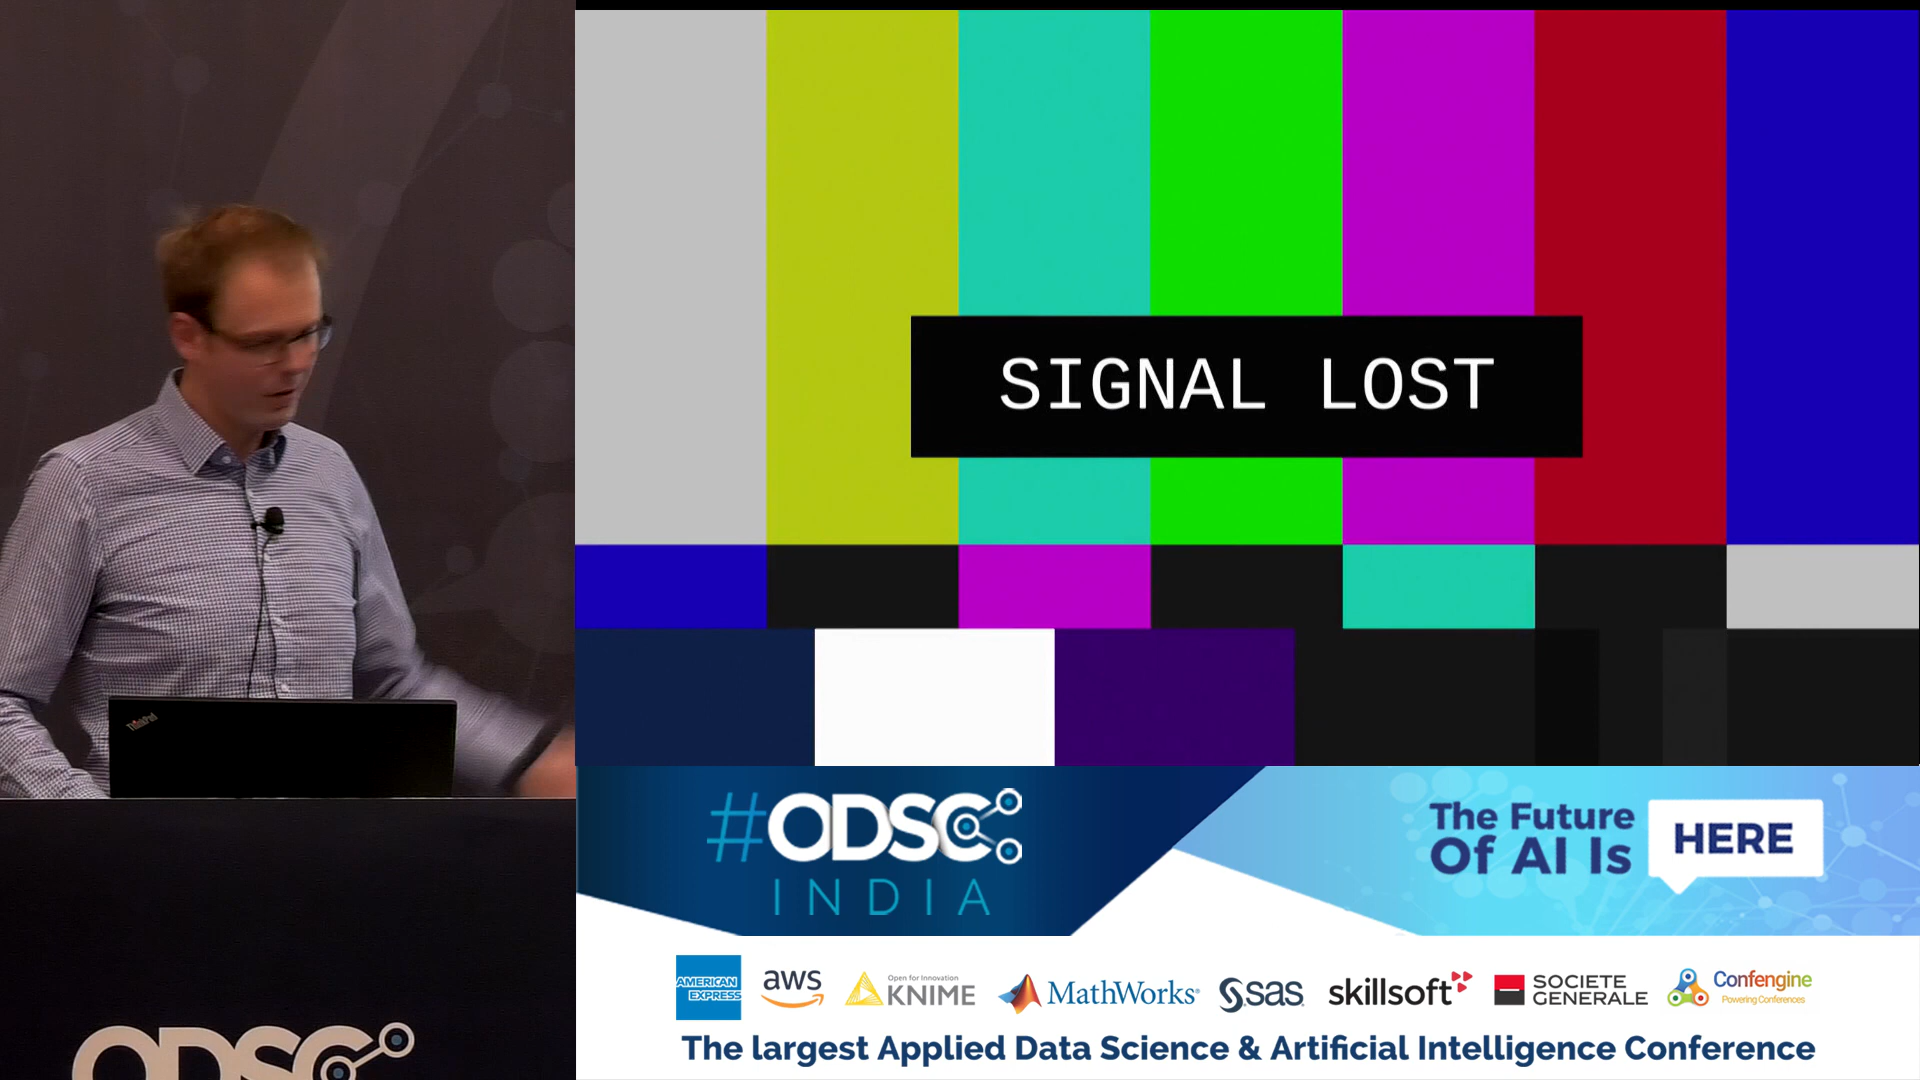 SIGNAL LOST
ThinkPad
#ODSC
INDIA
The Future
Of AI Is
HERE
AMERICAN
EXPRESS
aws
Open for Innovation
KNIME
MathWorks®
sas
skillsoft
SOCIETE
GENERALE
Confengine
Powering Conferences
The largest Applied Data Science & Artificial Intelligence Conference
ODSC